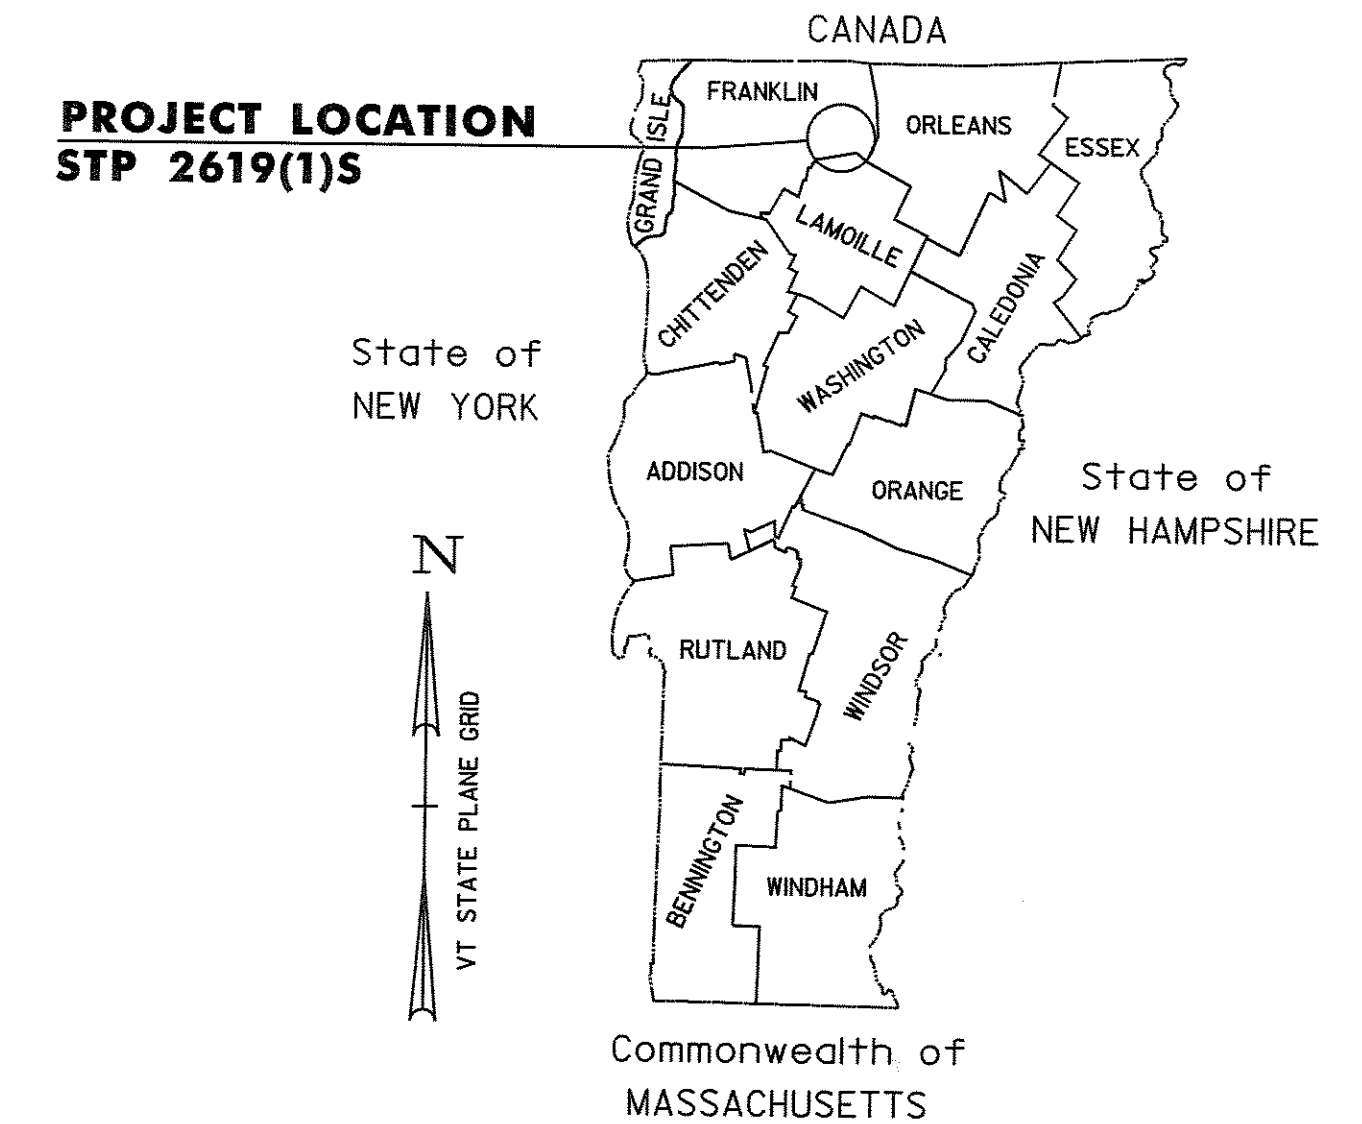 CANADA
PROJECT LOCATION
STP 2619(1)S
FRANKLIN
GRAND ISLE
ORLEANS
ESSEX
LAMOILLE
CHITTENDEN
CALEDONIA
WASHINGTON
State of
NEW YORK
ADDISON
ORANGE
State of
NEW HAMPSHIRE
N
VT STATE PLANE GRID
RUTLAND
WINDSOR
BENNINGTON
WINDHAM
Commonwealth of
MASSACHUSETTS